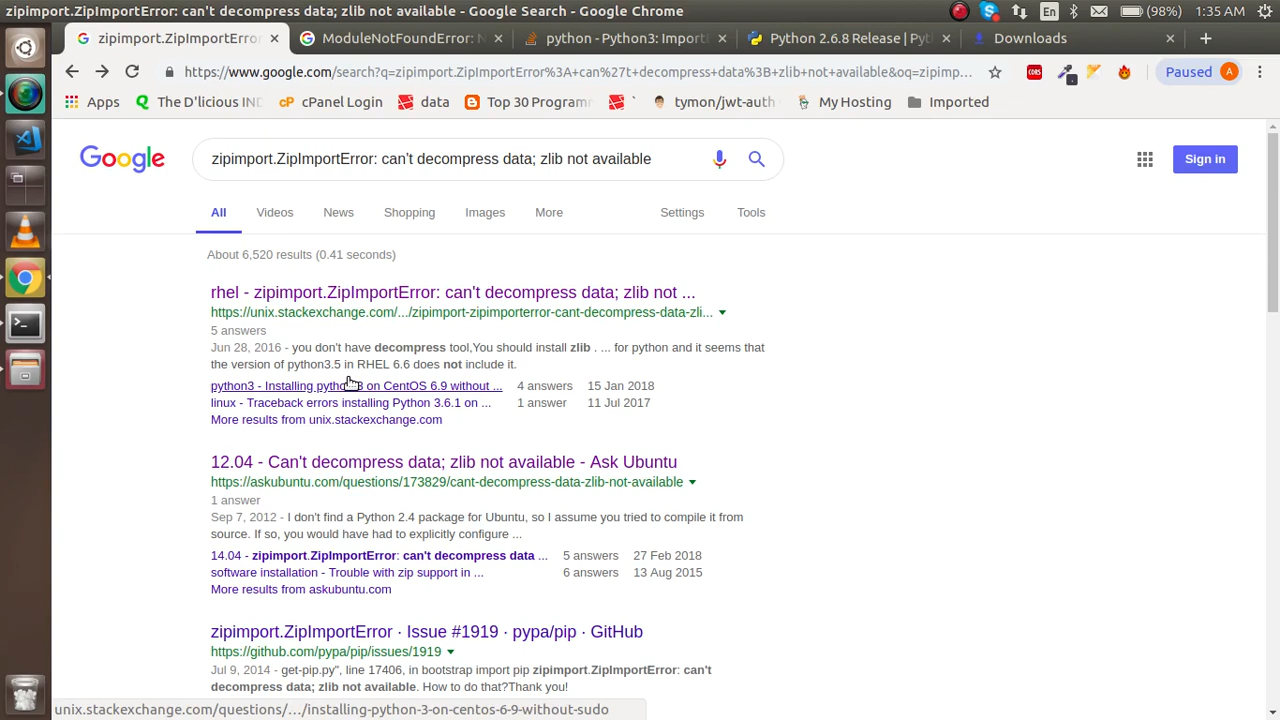 zipimport.ZipImportError: can't decompress data; zlib not available - Google Search - Google Chrome
En
(98%)
1:35 AM
zipimport.ZipImportErro
ModuleNotFoundError: N
python - Python3: Importi
Python 2.6.8 Release | Pyt
Downloads
https://www.google.com/search?q=zipimport.ZipImportError%3A+can%27t+decompress+data%3B+zlib+not+available&oq=zipimp...
CORS
Paused
A
Apps
The D'licious IND
cPanel Login
data
Top 30 Programm
`
tymon/jwt-auth
My Hosting
Imported
Google
zipimport.ZipImportError: can't decompress data; zlib not available
Sign in
All
Videos
News
Shopping
Images
More
Settings
Tools
About 6,520 results (0.41 seconds)
rhel - zipimport.ZipImportError: can't decompress data; zlib not ...
https://unix.stackexchange.com/.../zipimport-zipimporterror-cant-decompress-data-zli...
5 answers
Jun 28, 2016 - you don't have decompress tool,You should install zlib . ... for python and it seems that
the version of python3.5 in RHEL 6.6 does not include it.
python3 - Installing python 3 on CentOS 6.9 without ... 4 answers 15 Jan 2018
linux - Traceback errors installing Python 3.6.1 on ... 1 answer 11 Jul 2017
More results from unix.stackexchange.com
12.04 - Can't decompress data; zlib not available - Ask Ubuntu
https://askubuntu.com/questions/173829/cant-decompress-data-zlib-not-available
1 answer
Sep 7, 2012 - I don't find a Python 2.4 package for Ubuntu, so I assume you tried to compile it from
source. If so, you would have had to explicitly configure ...
14.04 - zipimport.ZipImportError: can't decompress data ... 5 answers 27 Feb 2018
software installation - Trouble with zip support in ... 6 answers 13 Aug 2015
More results from askubuntu.com
zipimport.ZipImportError · Issue #1919 · pypa/pip · GitHub
https://github.com/pypa/pip/issues/1919
Jul 9, 2014 - get-pip.py", line 17406, in bootstrap import pip zipimport.ZipImportError: can't
decompress data; zlib not available. How to do that?Thank you!
unix.stackexchange.com/questions/.../installing-python-3-on-centos-6-9-without-sudo